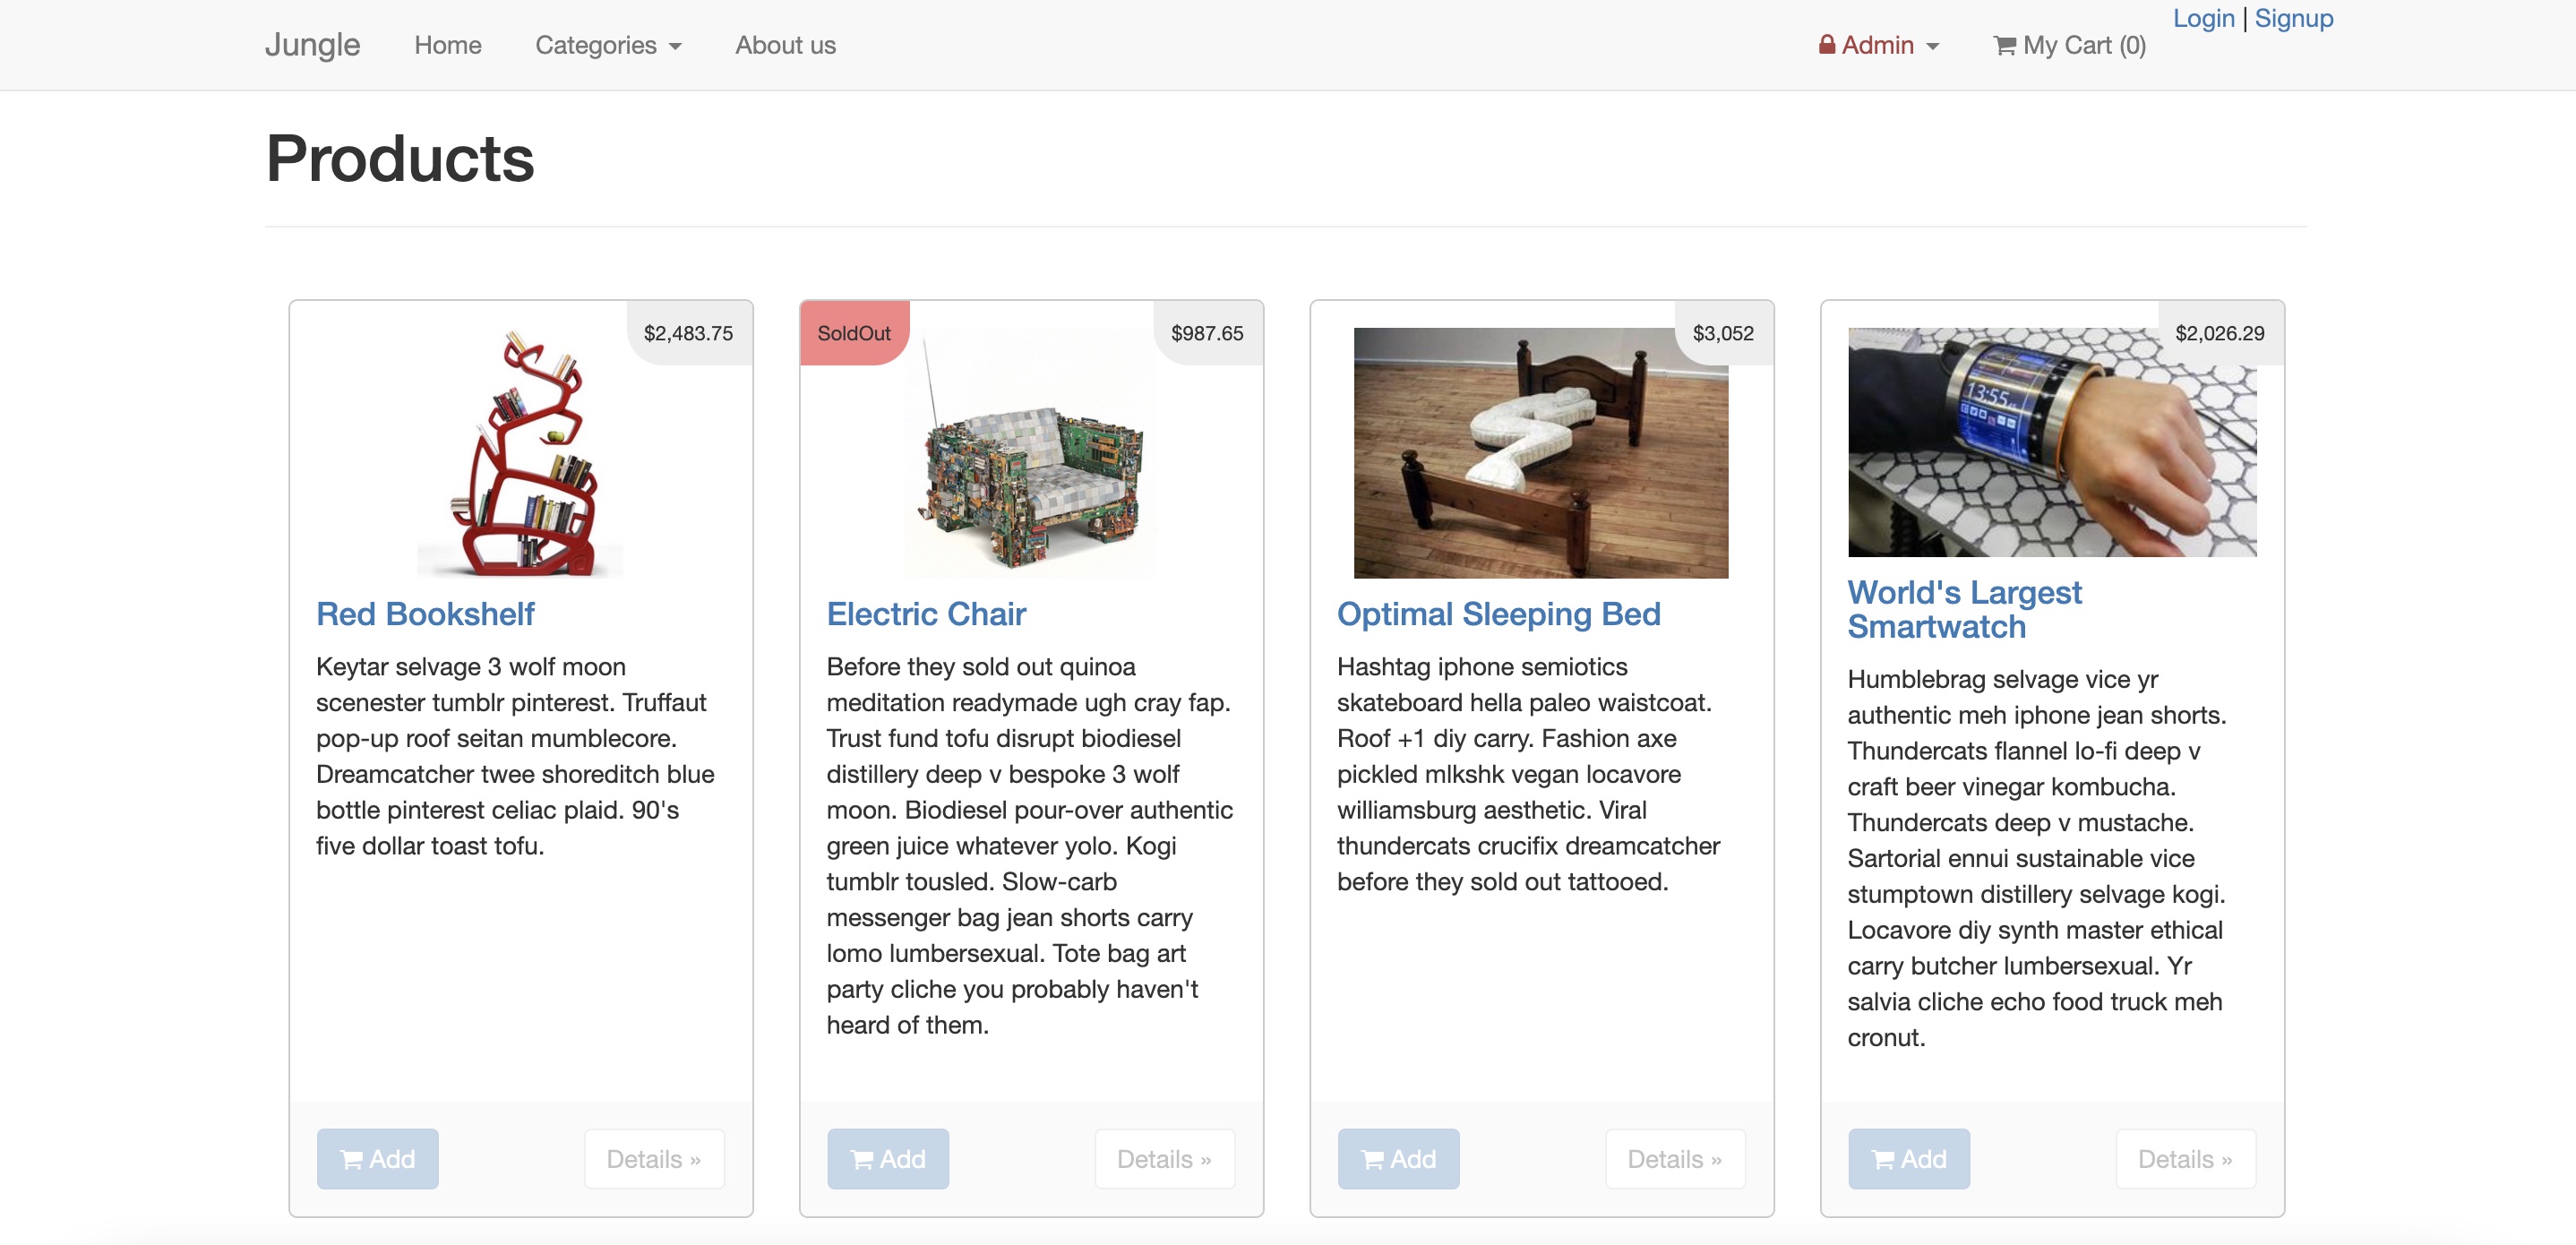 Login | Signup
Jungle Home Categories About us Admin My Cart (0)
Products
$2,483.75
Red Bookshelf
Keytar selvage 3 wolf moon
scenester tumblr pinterest. Truffaut
pop-up roof seitan mumblecore.
Dreamcatcher twee shoreditch blue
bottle pinterest celiac plaid. 90's
five dollar toast tofu.
Add Details »
SoldOut $987.65
Electric Chair
Before they sold out quinoa
meditation readymade ugh cray fap.
Trust fund tofu disrupt biodiesel
distillery deep v bespoke 3 wolf
moon. Biodiesel pour-over authentic
green juice whatever yolo. Kogi
tumblr tousled. Slow-carb
messenger bag jean shorts carry
lomo lumbersexual. Tote bag art
party cliche you probably haven't
heard of them.
Add Details »
$3,052
Optimal Sleeping Bed
Hashtag iphone semiotics
skateboard hella paleo waistcoat.
Roof +1 diy carry. Fashion axe
pickled mlkshk vegan locavore
williamsburg aesthetic. Viral
thundercats crucifix dreamcatcher
before they sold out tattooed.
Add Details »
$2,026.29
13:55
World's Largest
Smartwatch
Humblebrag selvage vice yr
authentic meh iphone jean shorts.
Thundercats flannel lo-fi deep v
craft beer vinegar kombucha.
Thundercats deep v mustache.
Sartorial ennui sustainable vice
stumptown distillery selvage kogi.
Locavore diy synth master ethical
carry butcher lumbersexual. Yr
salvia cliche echo food truck meh
cronut.
Add Details »